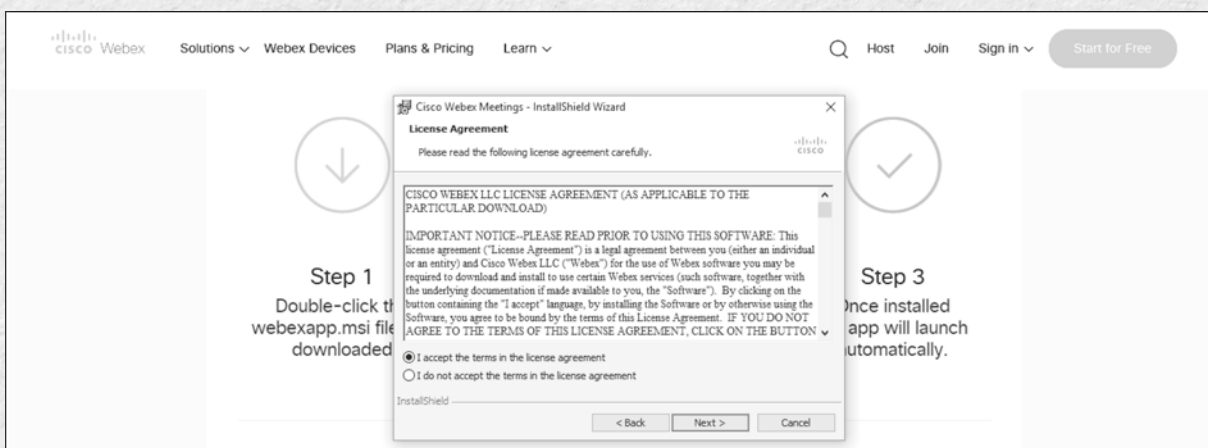 cisco Webex Solutions Webex Devices Plans & Pricing Learn Host Join Sign in Start for Free
Cisco Webex Meetings - InstallShield Wizard
License Agreement
Please read the following license agreement carefully.
cisco
CISCO WEBEX LLC LICENSE AGREEMENT (AS APPLICABLE TO THE
PARTICULAR DOWNLOAD)
IMPORTANT NOTICE--PLEASE READ PRIOR TO USING THIS SOFTWARE: This
license agreement ("License Agreement") is a legal agreement between you (either an individual
or an entity) and Cisco Webex LLC ("Webex") for the use of Webex software you may be
required to download and install to use certain Webex services (such software, together with
the underlying documentation if made available to you, the "Software"). By clicking on the
button containing the "I accept" language, by installing the Software or by otherwise using the
Software, you agree to be bound by the terms of this License Agreement. IF YOU DO NOT
AGREE TO THE TERMS OF THIS LICENSE AGREEMENT, CLICK ON THE BUTTON
I accept the terms in the license agreement
I do not accept the terms in the license agreement
InstallShield
< Back Next > Cancel
Step 1
Double-click
webexapp.msi file
downloaded
Step 3
Once installed
app will launch
automatically.